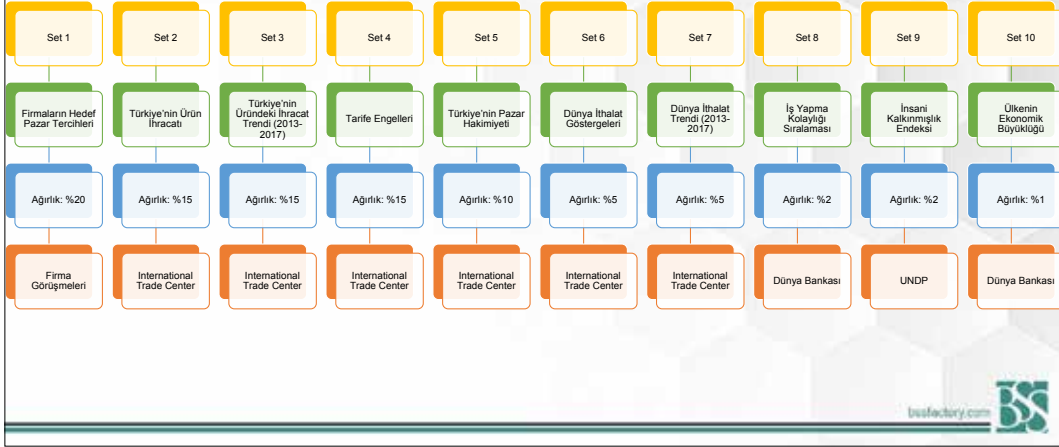 Set 1
Set 2
Set 3
Set 4
Set 5
Set 6
Set 7
Set 8
Set 9
Set 10
Firmaların Hedef
Pazar Tercihleri
Türkiye'nin Ürün
İhracatı
Türkiye'nin
Üründeki İhracat
Trendi (2013-
2017)
Tarife Engelleri
Türkiye'nin Pazar
Hakimiyeti
Dünya İthalat
Göstergeleri
Dünya İthalat
Trendi (2013-
2017)
İş Yapma
Kolaylığı
Sıralaması
İnsani
Kalkınmışlık
Endeksi
Ülkenin
Ekonomik
Büyüklüğü
Ağırlık: %20
Ağırlık: %15
Ağırlık: %15
Ağırlık: %15
Ağırlık: %10
Ağırlık: %5
Ağırlık: %5
Ağırlık: %2
Ağırlık: %2
Ağırlık: %1
Firma
Görüşmeleri
International
Trade Center
International
Trade Center
International
Trade Center
International
Trade Center
International
Trade Center
International
Trade Center
Dünya Bankası
UNDP
Dünya Bankası
bssfactory.com
BSS